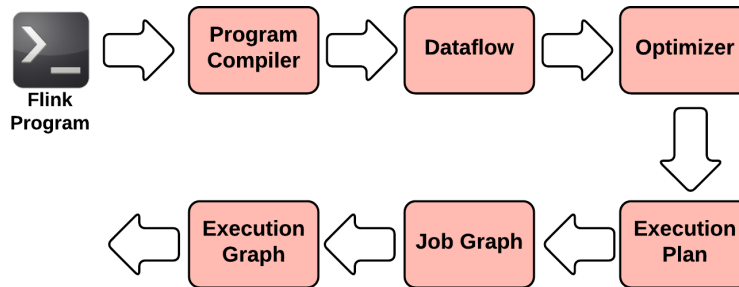 Program
Compiler
Dataflow
Optimizer
Flink
Program
Execution
Graph
Job Graph
Execution
Plan